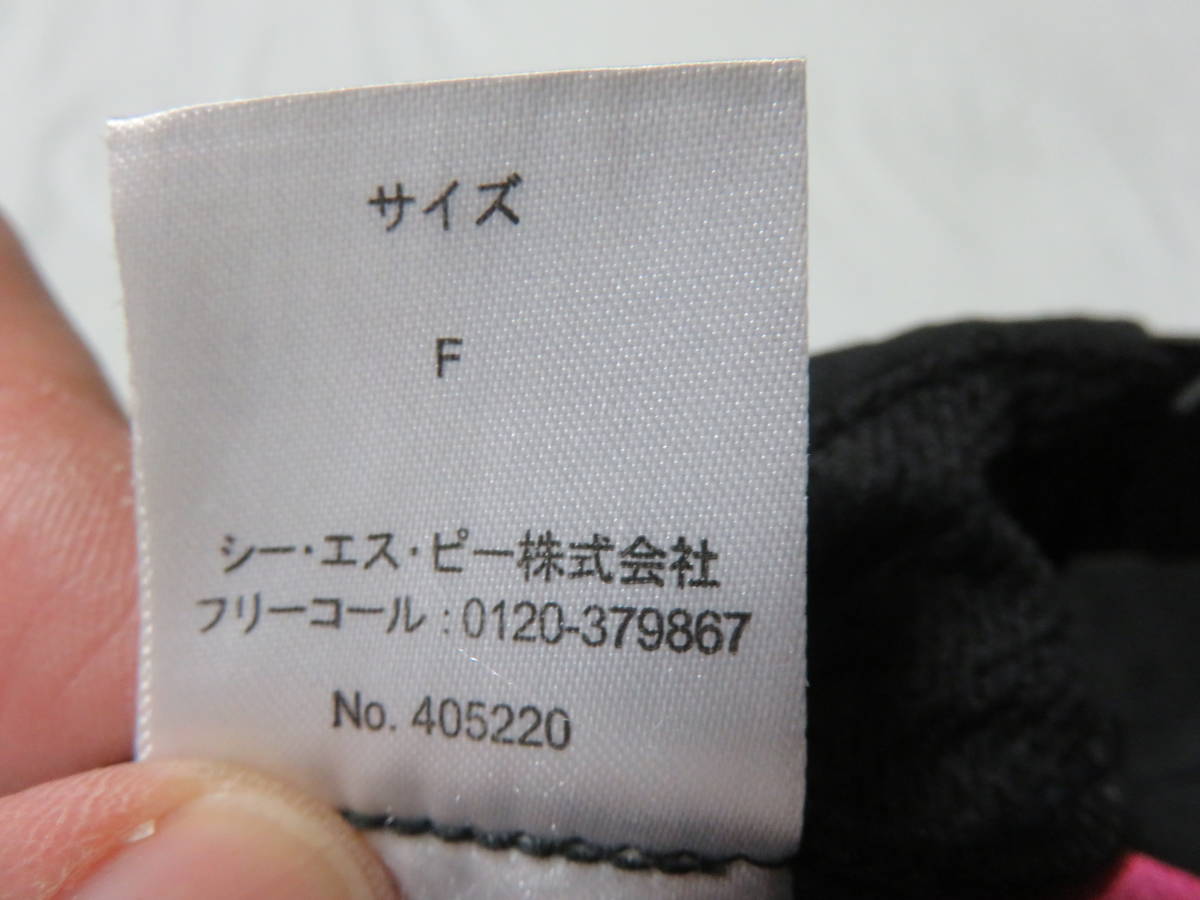 サイズ
F
シー・エス・ピー株式会社
フリーコール : 0120-379867
No. 405220